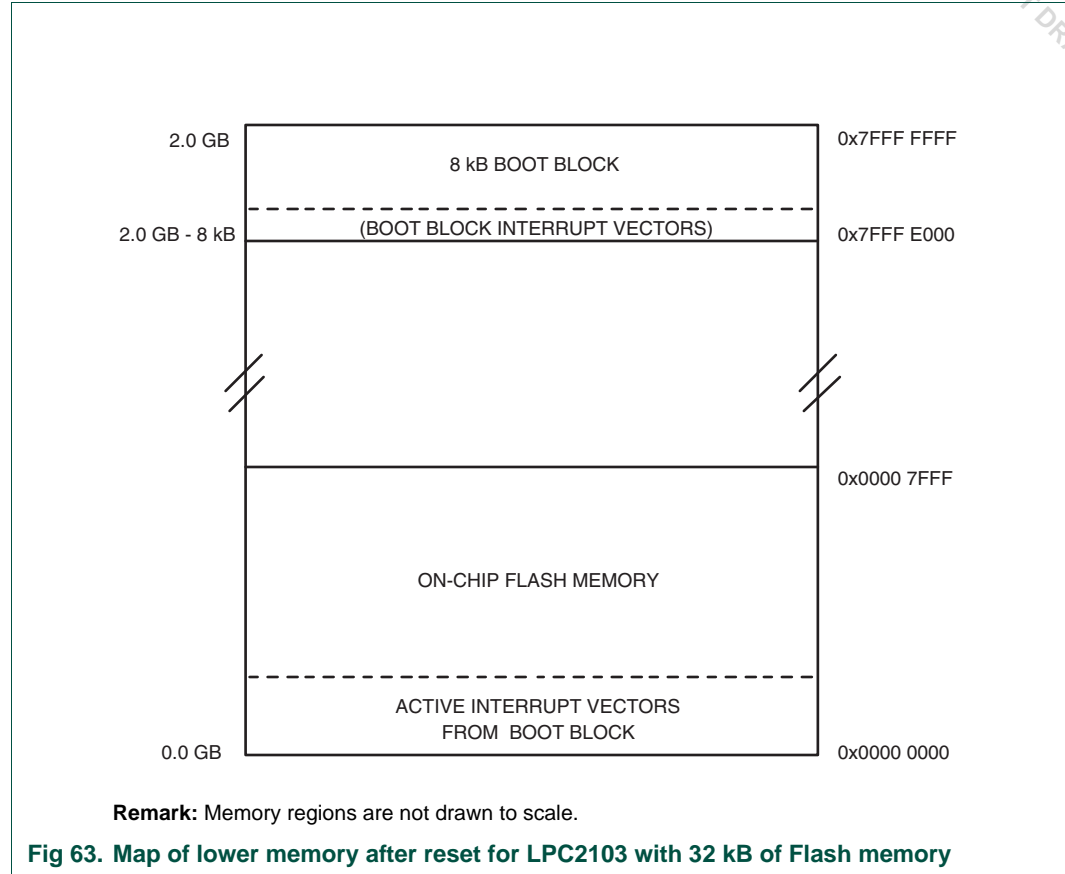 2.0 GB
0x7FFF FFFF
8 kB BOOT BLOCK
(BOOT BLOCK INTERRUPT VECTORS)
2.0 GB - 8 kB
0x7FFF E000
0x0000 7FFF
ON-CHIP FLASH MEMORY
ACTIVE INTERRUPT VECTORS
FROM BOOT BLOCK
0.0 GB
0x0000 0000
Remark: Memory regions are not drawn to scale.
Fig 63. Map of lower memory after reset for LPC2103 with 32 kB of Flash memory